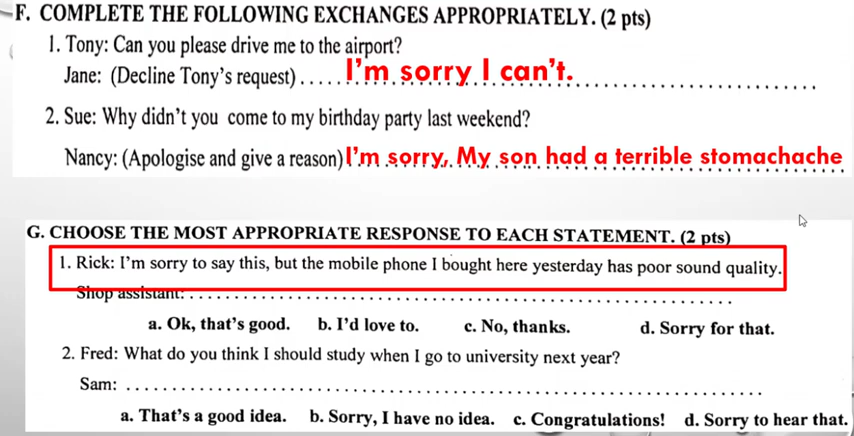 F. COMPLETE THE FOLLOWING EXCHANGES APPROPRIATELY. (2 pts)
1. Tony: Can you please drive me to the airport?
Jane: (Decline Tony's request) ..... I'm sorry I can't.
2. Sue: Why didn't you come to my birthday party last weekend?
Nancy: (Apologise and give a reason) I'm sorry, My son had a terrible stomachache
G. CHOOSE THE MOST APPROPRIATE RESPONSE TO EACH STATEMENT. (2 pts)
1. Rick: I'm sorry to say this, but the mobile phone I bought here yesterday has poor sound quality.
Shop assistant: ..........
a. Ok, that's good. b. I'd love to. c. No, thanks. d. Sorry for that.
2. Fred: What do you think I should study when I go to university next year?
Sam: ..........
a. That's a good idea. b. Sorry, I have no idea. c. Congratulations! d. Sorry to hear that.